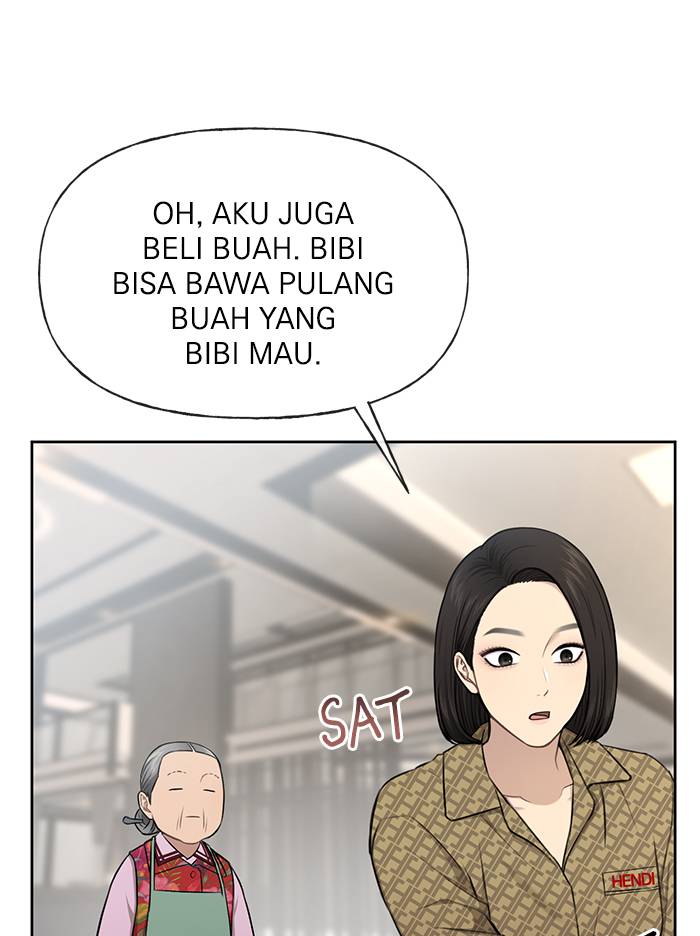 OH, AKU JUGA
BELI BUAH. BIBI
BISA BAWA PULANG
BUAH YANG
BIBI MAU.
SAT
HENDI